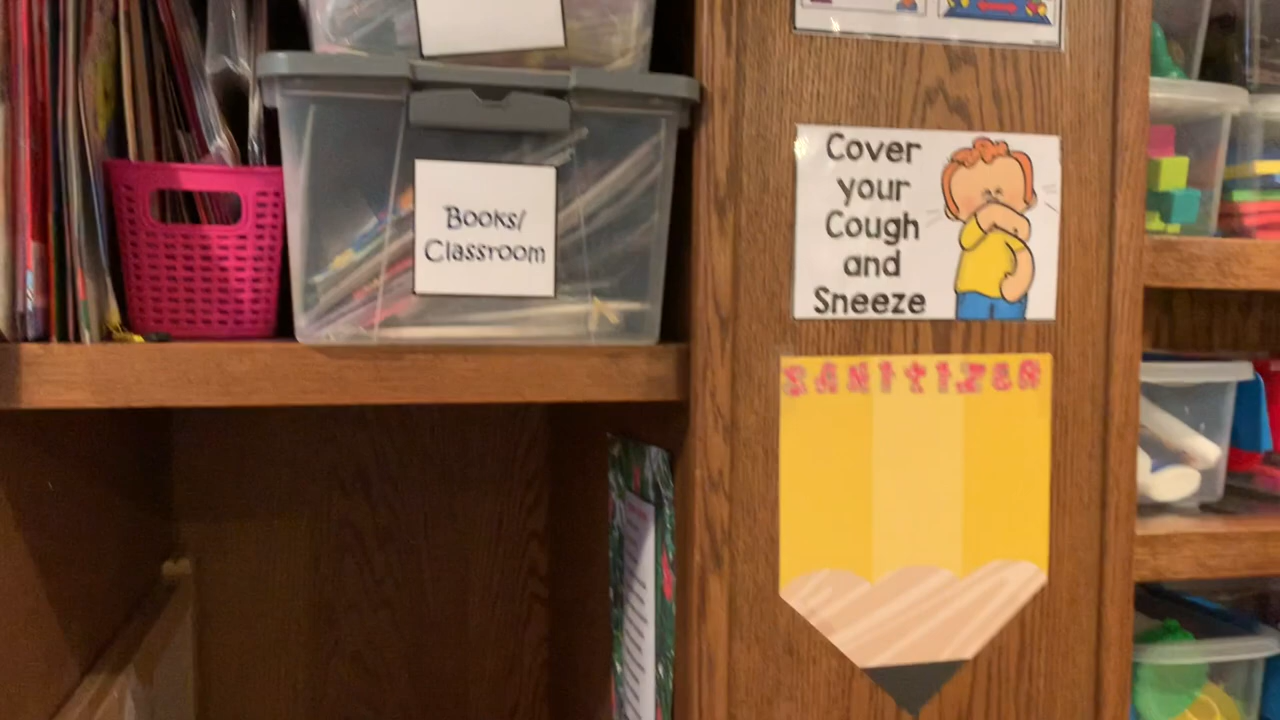 Books/
Classroom
Cover
your
Cough
and
Sneeze
SANITIZER